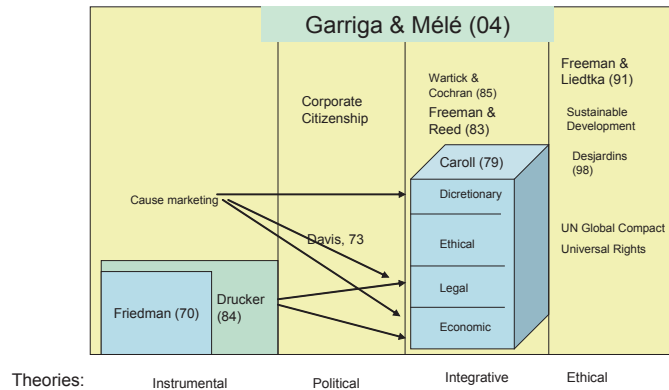 Garriga & Mélé (04)
Freeman &
Liedtka (91)
Wartick &
Cochran (85)
Corporate
Citizenship
Freeman &
Reed (83)
Sustainable
Development
Caroll (79)
Desjardins
(98)
Cause marketing
Dicretionary
Davis, 73
Ethical
UN Global Compact
Universal Rights
Friedman (70)
Drucker
(84)
Legal
Economic
Theories:
Instrumental
Political
Integrative
Ethical